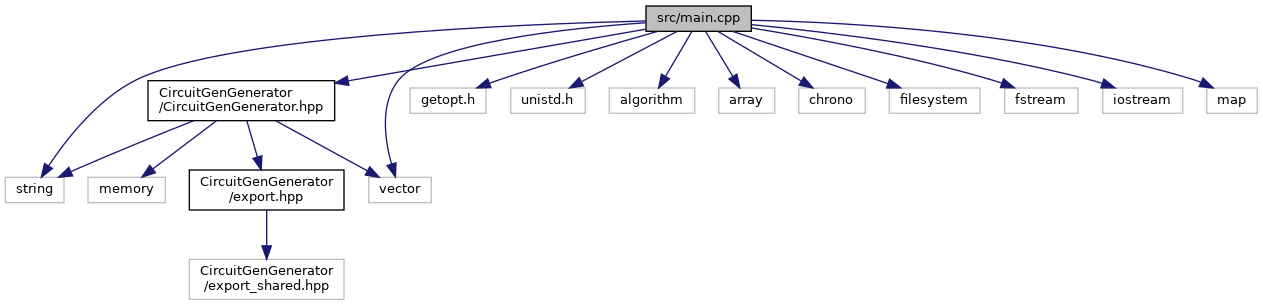 src/main.cpp
CircuitGenGenerator
/CircuitGenGenerator.hpp
getopt.h
unistd.h
algorithm
array
chrono
filesystem
fstream
iostream
map
string
memory
CircuitGenGenerator
/export.hpp
vector
CircuitGenGenerator
/export_shared.hpp